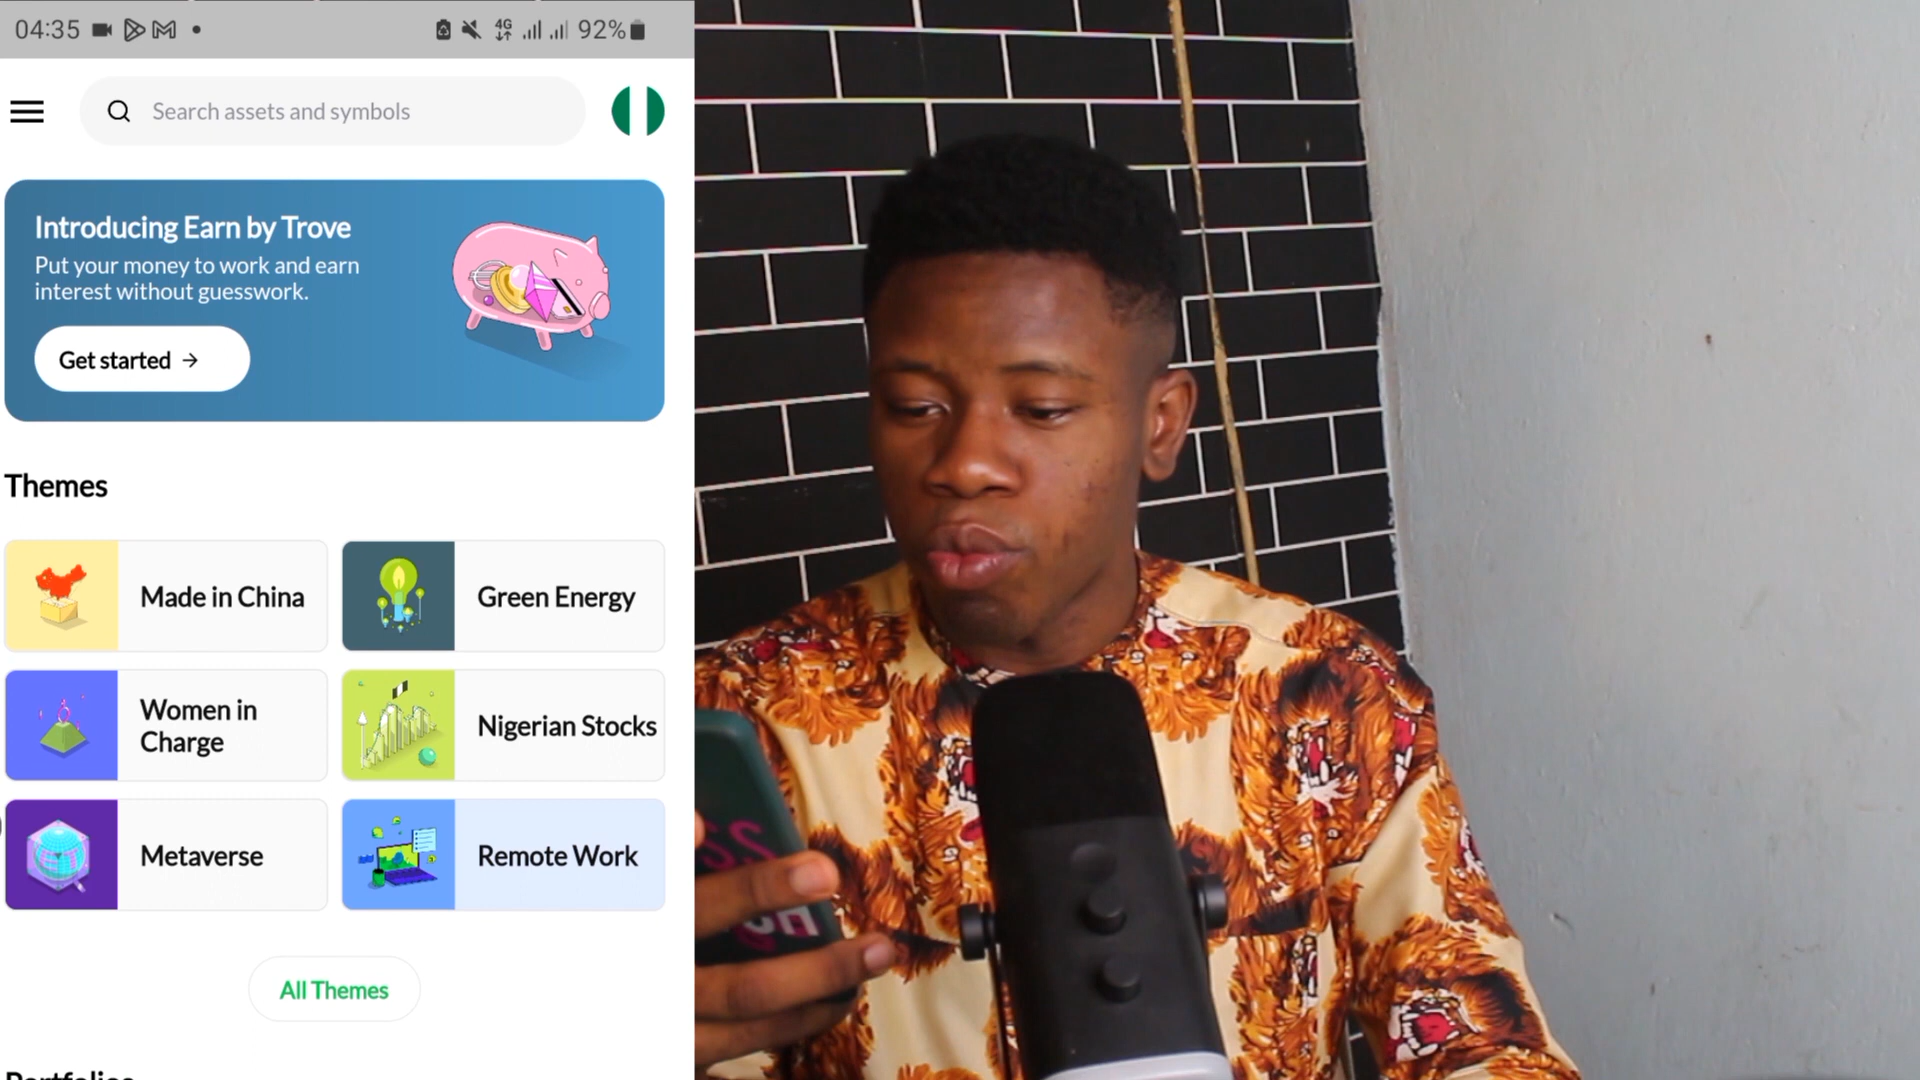 04:35
4G
92%
Search assets and symbols
Introducing Earn by Trove
Put your money to work and earn
interest without guesswork.
Get started →
Themes
Made in China
Green Energy
Women in
Charge
Nigerian Stocks
Metaverse
Remote Work
All Themes